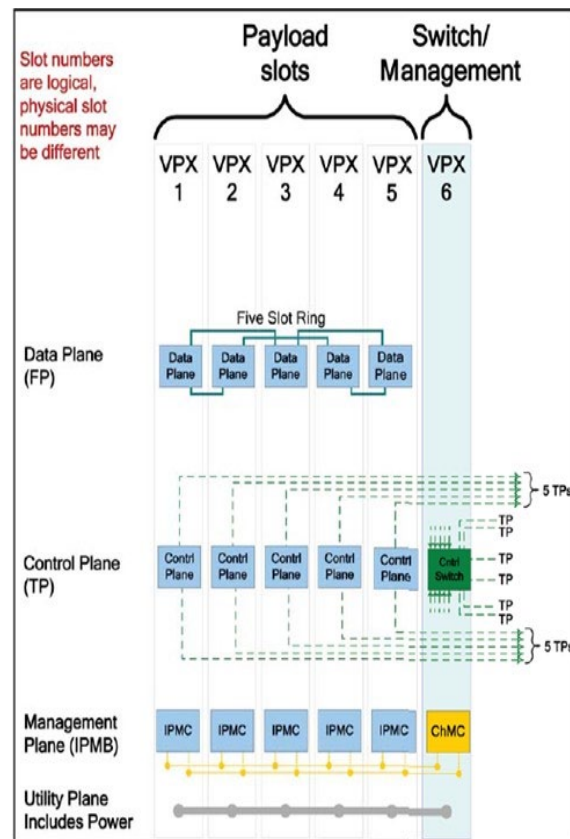 Payload
slots
Switch/
Management
Slot numbers
are logical,
physical slot
numbers may
be different
VPX
1
VPX
2
VPX
3
VPX
4
VPX
5
VPX
6
Five Slot Ring
Data Plane
(FP)
Data
Plane
Data
Plane
Data
Plane
Data
Plane
Data
Plane
5 TPs
Control Plane
(TP)
Contrl
Plane
Contrl
Plane
Contrl
Plane
Contrl
Plane
Contrl
Plane
Cntrl
Switch
TP
TP
TP
TP
TP
TP
5 TPs
Management
Plane (IPMB)
IPMC
IPMC
IPMC
IPMC
IPMC
ChMC
Utility Plane
Includes Power